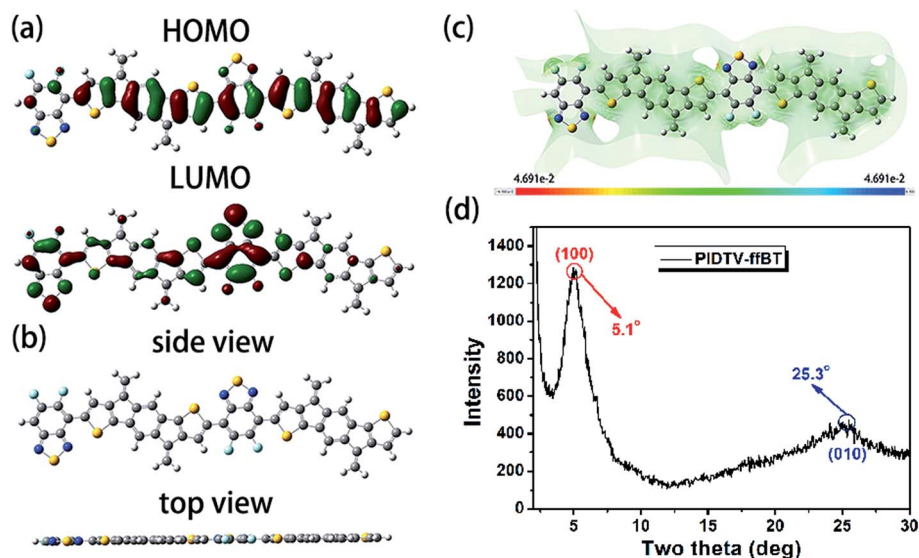 (a)
HOMO
LUMO
(b)
side view
top view
(c)
4.691e-2
4.691e-2
(d)
1400
1200
1000
800
600
400
200
0
Intensity
(100)
5.1°
PIDTV-ffBT
25.3°
(010)
5
10
15
20
25
30
Two theta (deg)